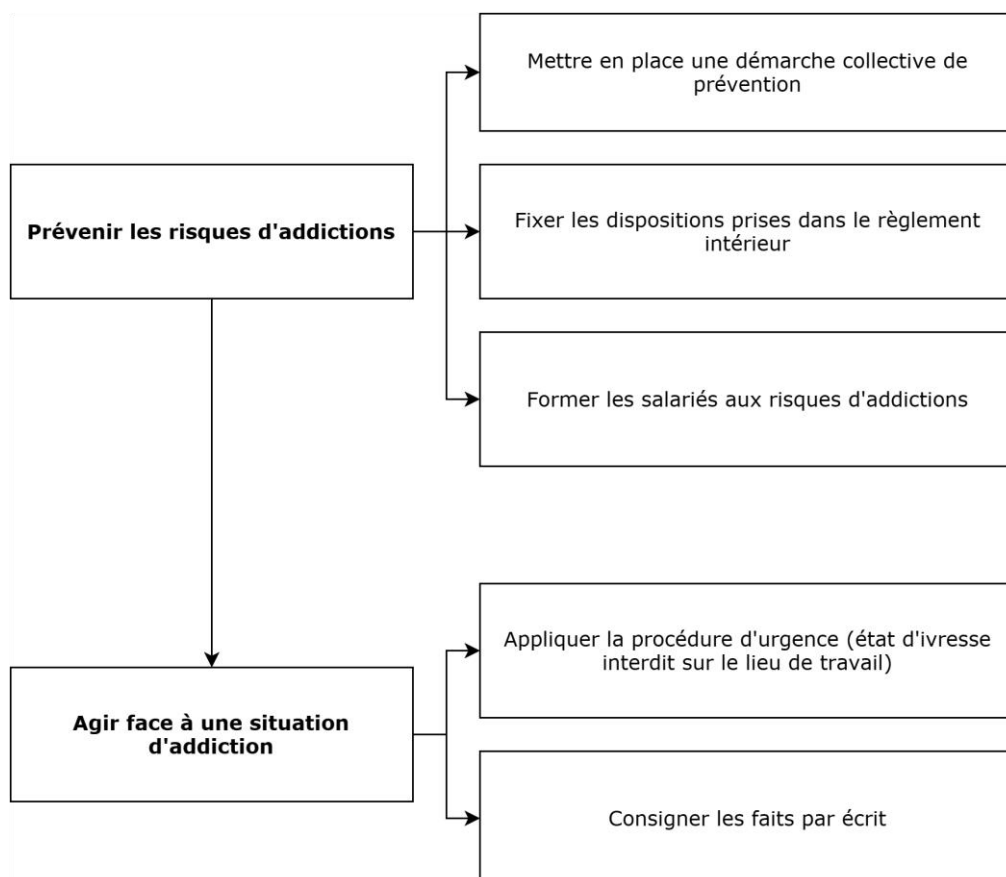 Mettre en place une démarche collective de
prévention
Prévenir les risques d'addictions
Fixer les dispositions prises dans le règlement
intérieur
Former les salariés aux risques d'addictions
Appliquer la procédure d'urgence (état d'ivresse
interdit sur le lieu de travail)
Agir face à une situation
d'addiction
Consigner les faits par écrit